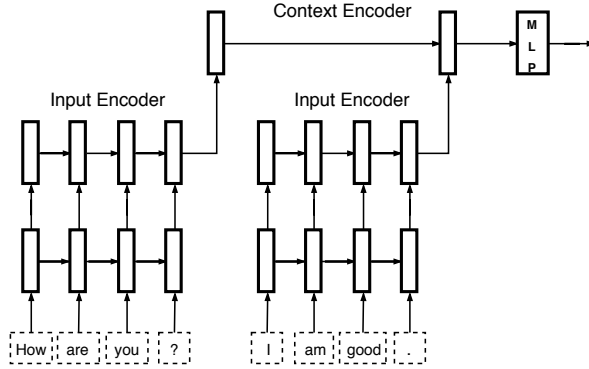 Context Encoder
M
L
P
Input Encoder
Input Encoder
How are you ?
I am good .